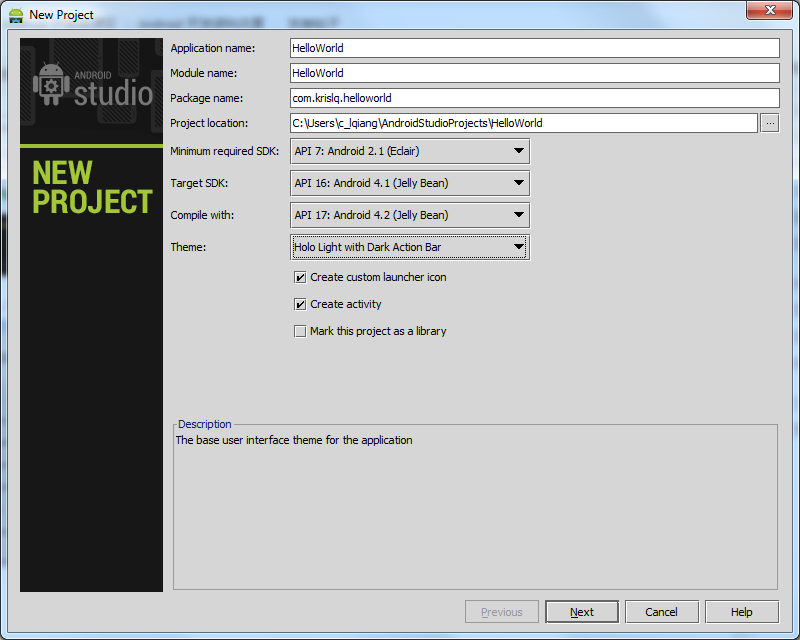 New Project
ANDROID
studio
NEW
PROJECT
Application name: HelloWorld
Module name: HelloWorld
Package name: com.krislq.helloworld
Project location: C:\Users\c_lqiang\AndroidStudioProjects\HelloWorld ...
Minimum required SDK: API 7: Android 2.1 (Eclair)
Target SDK: API 16: Android 4.1 (Jelly Bean)
Compile with: API 17: Android 4.2 (Jelly Bean)
Theme: Holo Light with Dark Action Bar
Create custom launcher icon
Create activity
Mark this project as a library
Description
The base user interface theme for the application
Previous Next Cancel Help